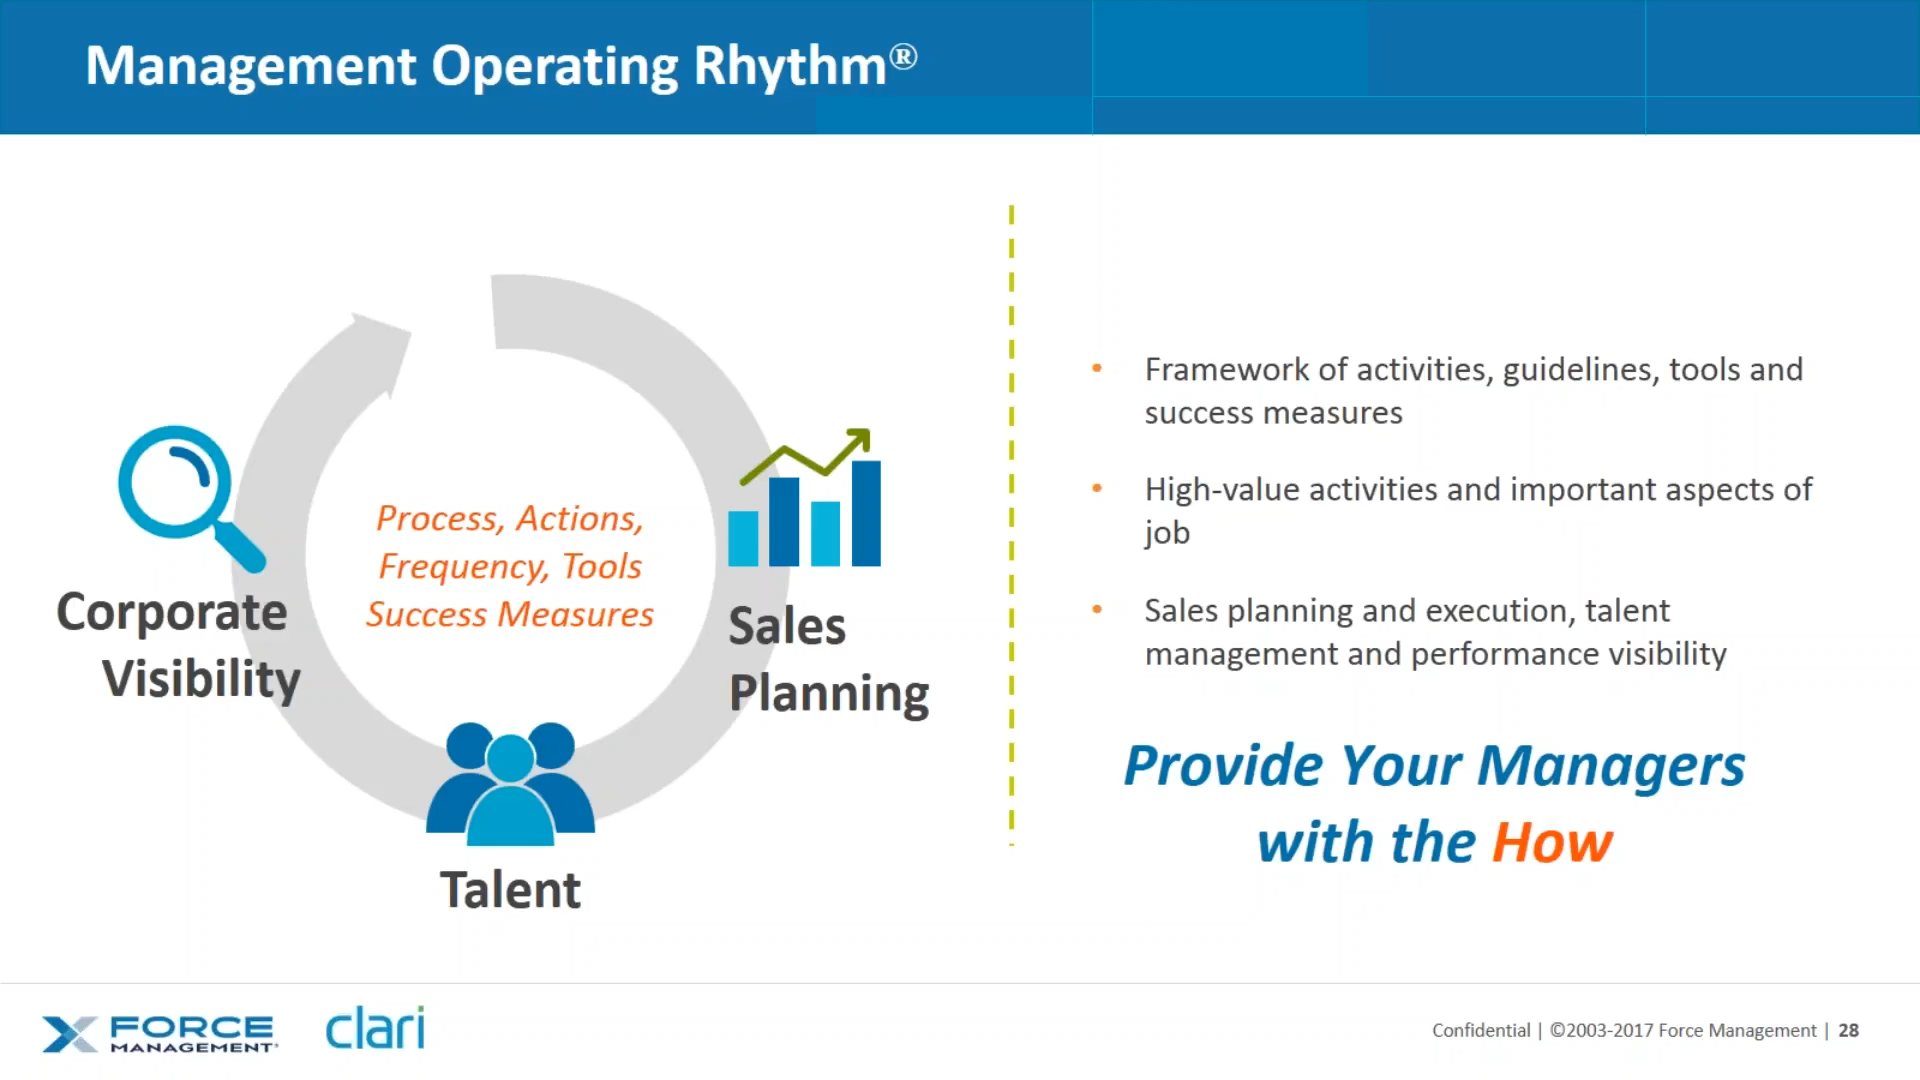 Management Operating Rhythm®
Process, Actions,
Frequency, Tools
Success Measures
Corporate
Visibility
Sales
Planning
Talent
• Framework of activities, guidelines, tools and
success measures
• High-value activities and important aspects of
job
• Sales planning and execution, talent
management and performance visibility
Provide Your Managers
with the How
FORCE
MANAGEMENT
clari
Confidential | ©2003-2017 Force Management | 28